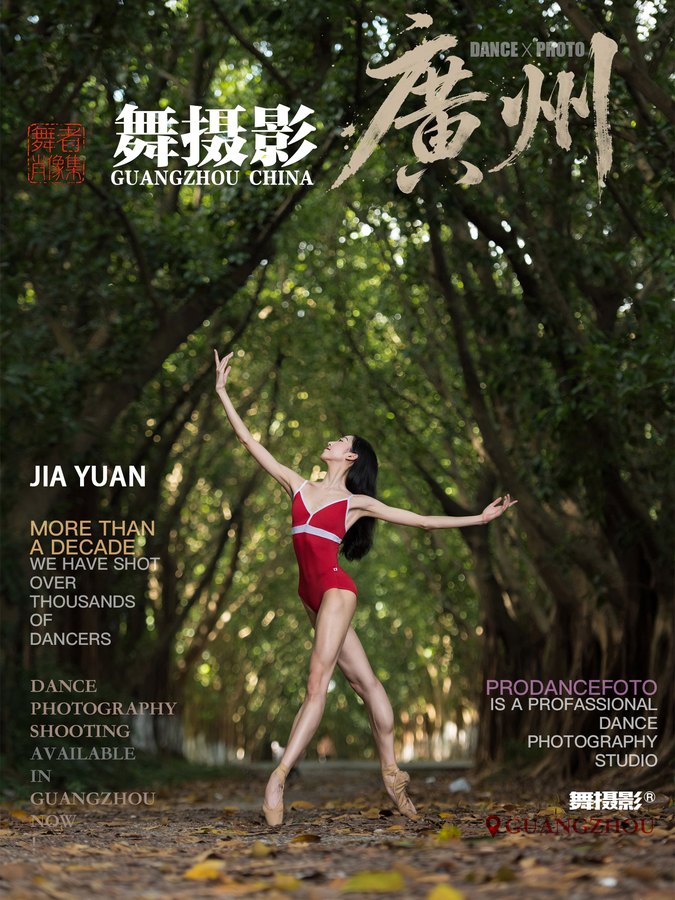 DANCE X PROTO
廣州
舞者
肖像集
舞摄影
GUANGZHOU CHINA
JIA YUAN
MORE THAN
A DECADE
WE HAVE SHOT
OVER
THOUSANDS
OF
DANCERS
DANCE
PHOTOGRAPHY
SHOOTING
AVAILABLE
IN
GUANGZHOU
NOW
!
PRODANCEFOTO
IS A PROFASSIONAL
DANCE
PHOTOGRAPHY
STUDIO
舞摄影®
GUANGZHOU